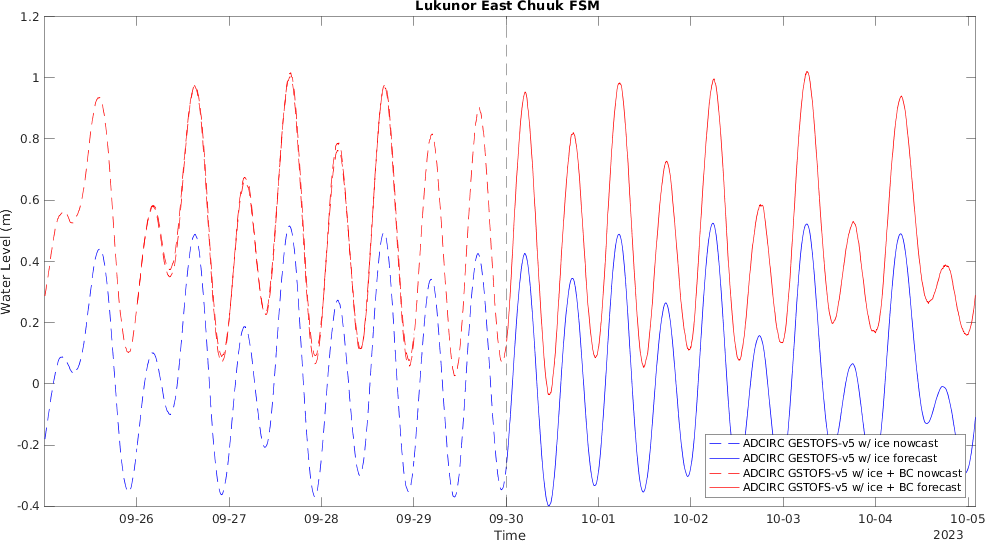 Lukunor East Chuuk FSM
1.2
1
0.8
0.6
0.4
0.2
0
-0.2
-0.4
Water Level (m)
ADCIRC GESTOFS-v5 w/ ice nowcast
ADCIRC GESTOFS-v5 w/ ice forecast
ADCIRC GSTOFS-v5 w/ ice + BC nowcast
ADCIRC GSTOFS-v5 w/ ice + BC forecast
09-26 09-27 09-28 09-29 09-30 10-01 10-02 10-03 10-04 10-05
Time
2023